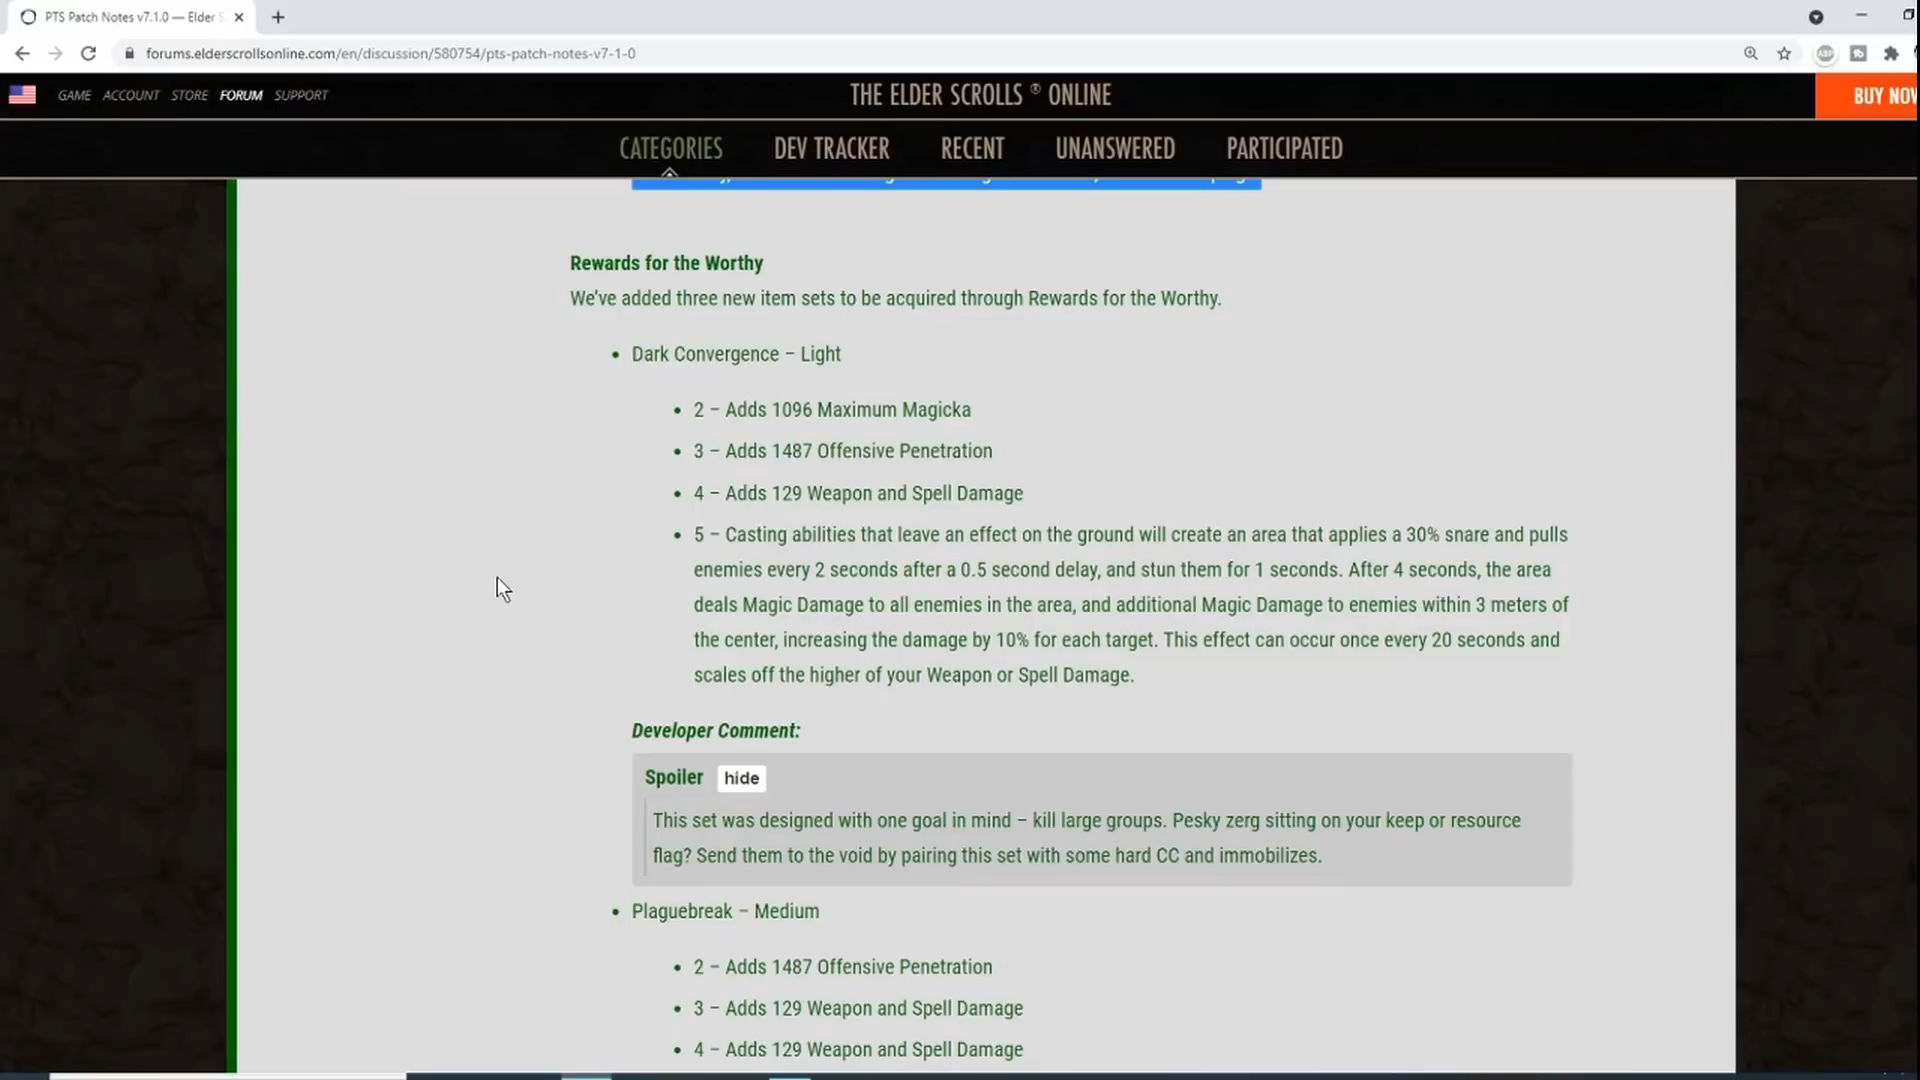 PTS Patch Notes v7.1.0 — Elder S
forums.elderscrollsonline.com/en/discussion/580754/pts-patch-notes-v7-1-0
ABP
GAME ACCOUNT STORE FORUM SUPPORT
THE ELDER SCROLLS ® ONLINE
BUY NOW
CATEGORIES DEV TRACKER RECENT UNANSWERED PARTICIPATED
Rewards for the Worthy
We've added three new item sets to be acquired through Rewards for the Worthy.
• Dark Convergence – Light
• 2 – Adds 1096 Maximum Magicka
• 3 – Adds 1487 Offensive Penetration
• 4 – Adds 129 Weapon and Spell Damage
• 5 – Casting abilities that leave an effect on the ground will create an area that applies a 30% snare and pulls
enemies every 2 seconds after a 0.5 second delay, and stun them for 1 seconds. After 4 seconds, the area
deals Magic Damage to all enemies in the area, and additional Magic Damage to enemies within 3 meters of
the center, increasing the damage by 10% for each target. This effect can occur once every 20 seconds and
scales off the higher of your Weapon or Spell Damage.
Developer Comment:
Spoiler hide
This set was designed with one goal in mind – kill large groups. Pesky zerg sitting on your keep or resource
flag? Send them to the void by pairing this set with some hard CC and immobilizes.
• Plaguebreak – Medium
• 2 – Adds 1487 Offensive Penetration
• 3 – Adds 129 Weapon and Spell Damage
• 4 – Adds 129 Weapon and Spell Damage